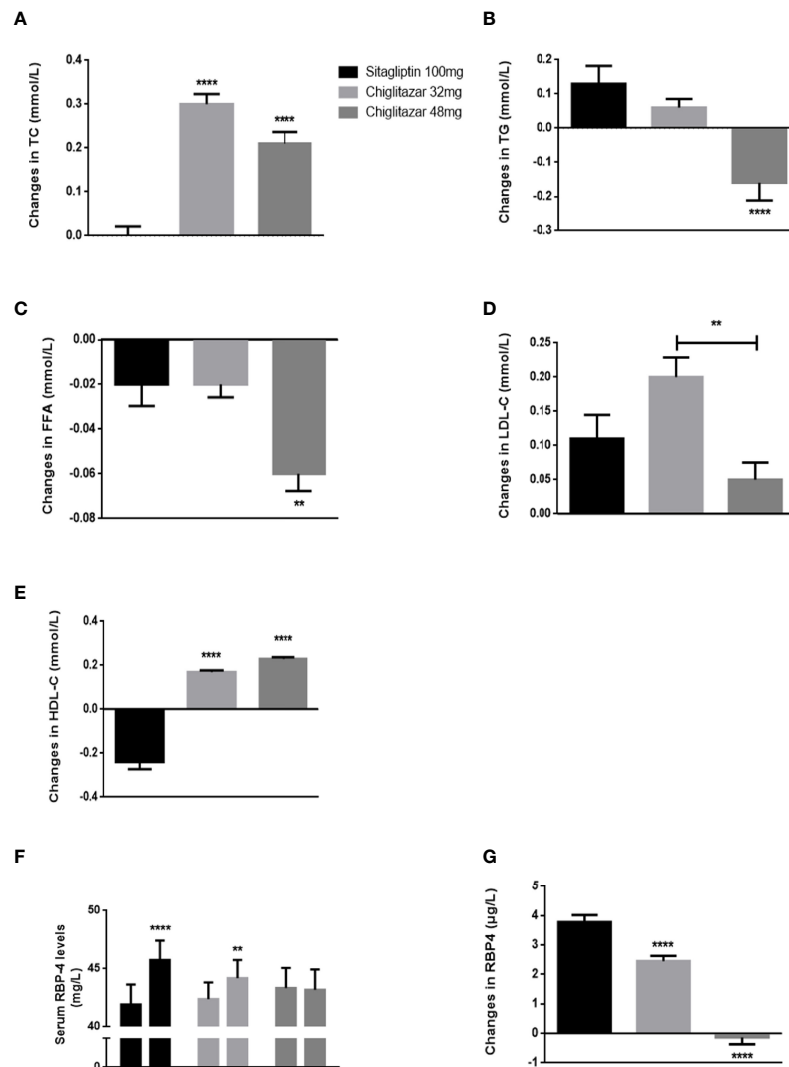 A
Changes in TC (mmol/L)
0.4
0.3
0.2
0.1
0.0
****
****
Sitagliptin 100mg
Chiglitazar 32mg
Chiglitazar 48mg
B
Changes in TG (mmol/L)
0.2
0.1
0.0
-0.1
-0.2
-0.3
****
C
Changes in FFA (mmol/L)
0.00
-0.02
-0.04
-0.06
-0.08
**
D
Changes in LDL-C (mmol/L)
0.25
0.20
0.15
0.10
0.05
0.00
**
E
Changes in HDL-C (mmol/L)
0.4
0.2
0.0
-0.2
-0.4
****
****
F
Serum RBP-4 levels
(mg/L)
50
45
40
0
****
**
G
Changes in RBP4 (μg/L)
5
4
3
2
1
0
-1
****
****